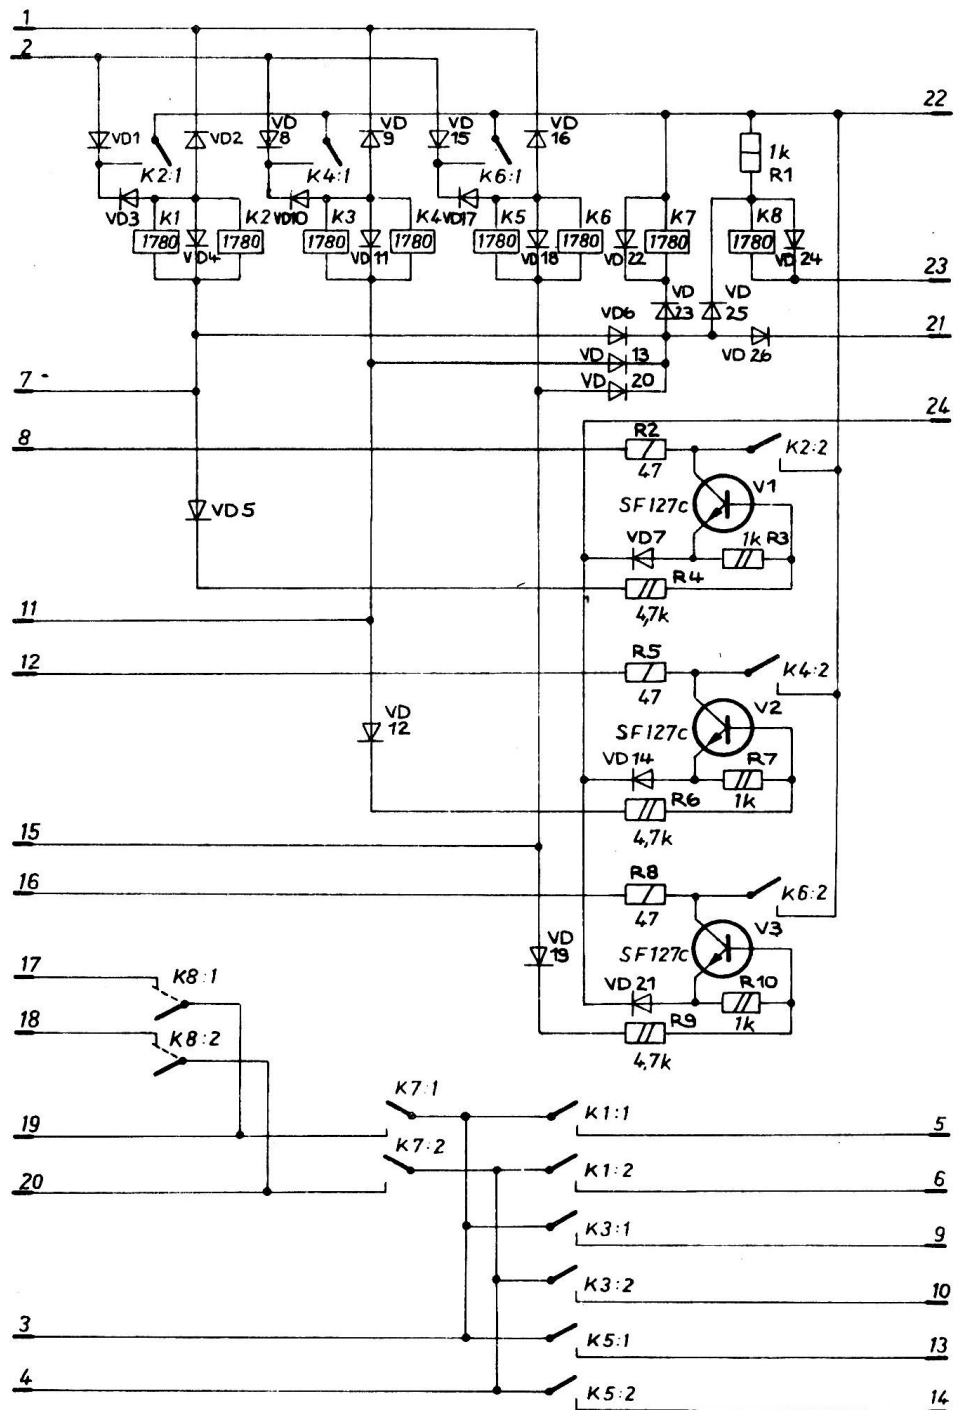 1
2
22
VD1
K2:1
VD2
VD
8
K4:1
VD
9
VD
15
K6:1
VD
16
1k
R1
VD3
K1
K2
VD10
K3
K4
VD17
K5
K6
K7
K8
1780
VD4
1780
1780
VD11
1780
1780
VD18
1780
VD22
1780
1780
VD
24
23
VD6
VD
23
VD
25
VD 26
21
VD 13
7
VD 20
24
8
R2
47
K2:2
V1
SF127c
VD5
VD7
1k
R3
R4
4,7k
11
12
R5
47
K4:2
V2
SF127c
VD
12
VD 14
R7
1k
R6
4,7k
15
16
R8
47
K6:2
V3
SF127c
VD
19
VD 21
R10
1k
R9
4,7k
17
K8:1
18
K8:2
K7:1
K1:1
19
5
K7:2
K1:2
20
6
K3:1
9
K3:2
10
3
K5:1
13
4
K5:2
14